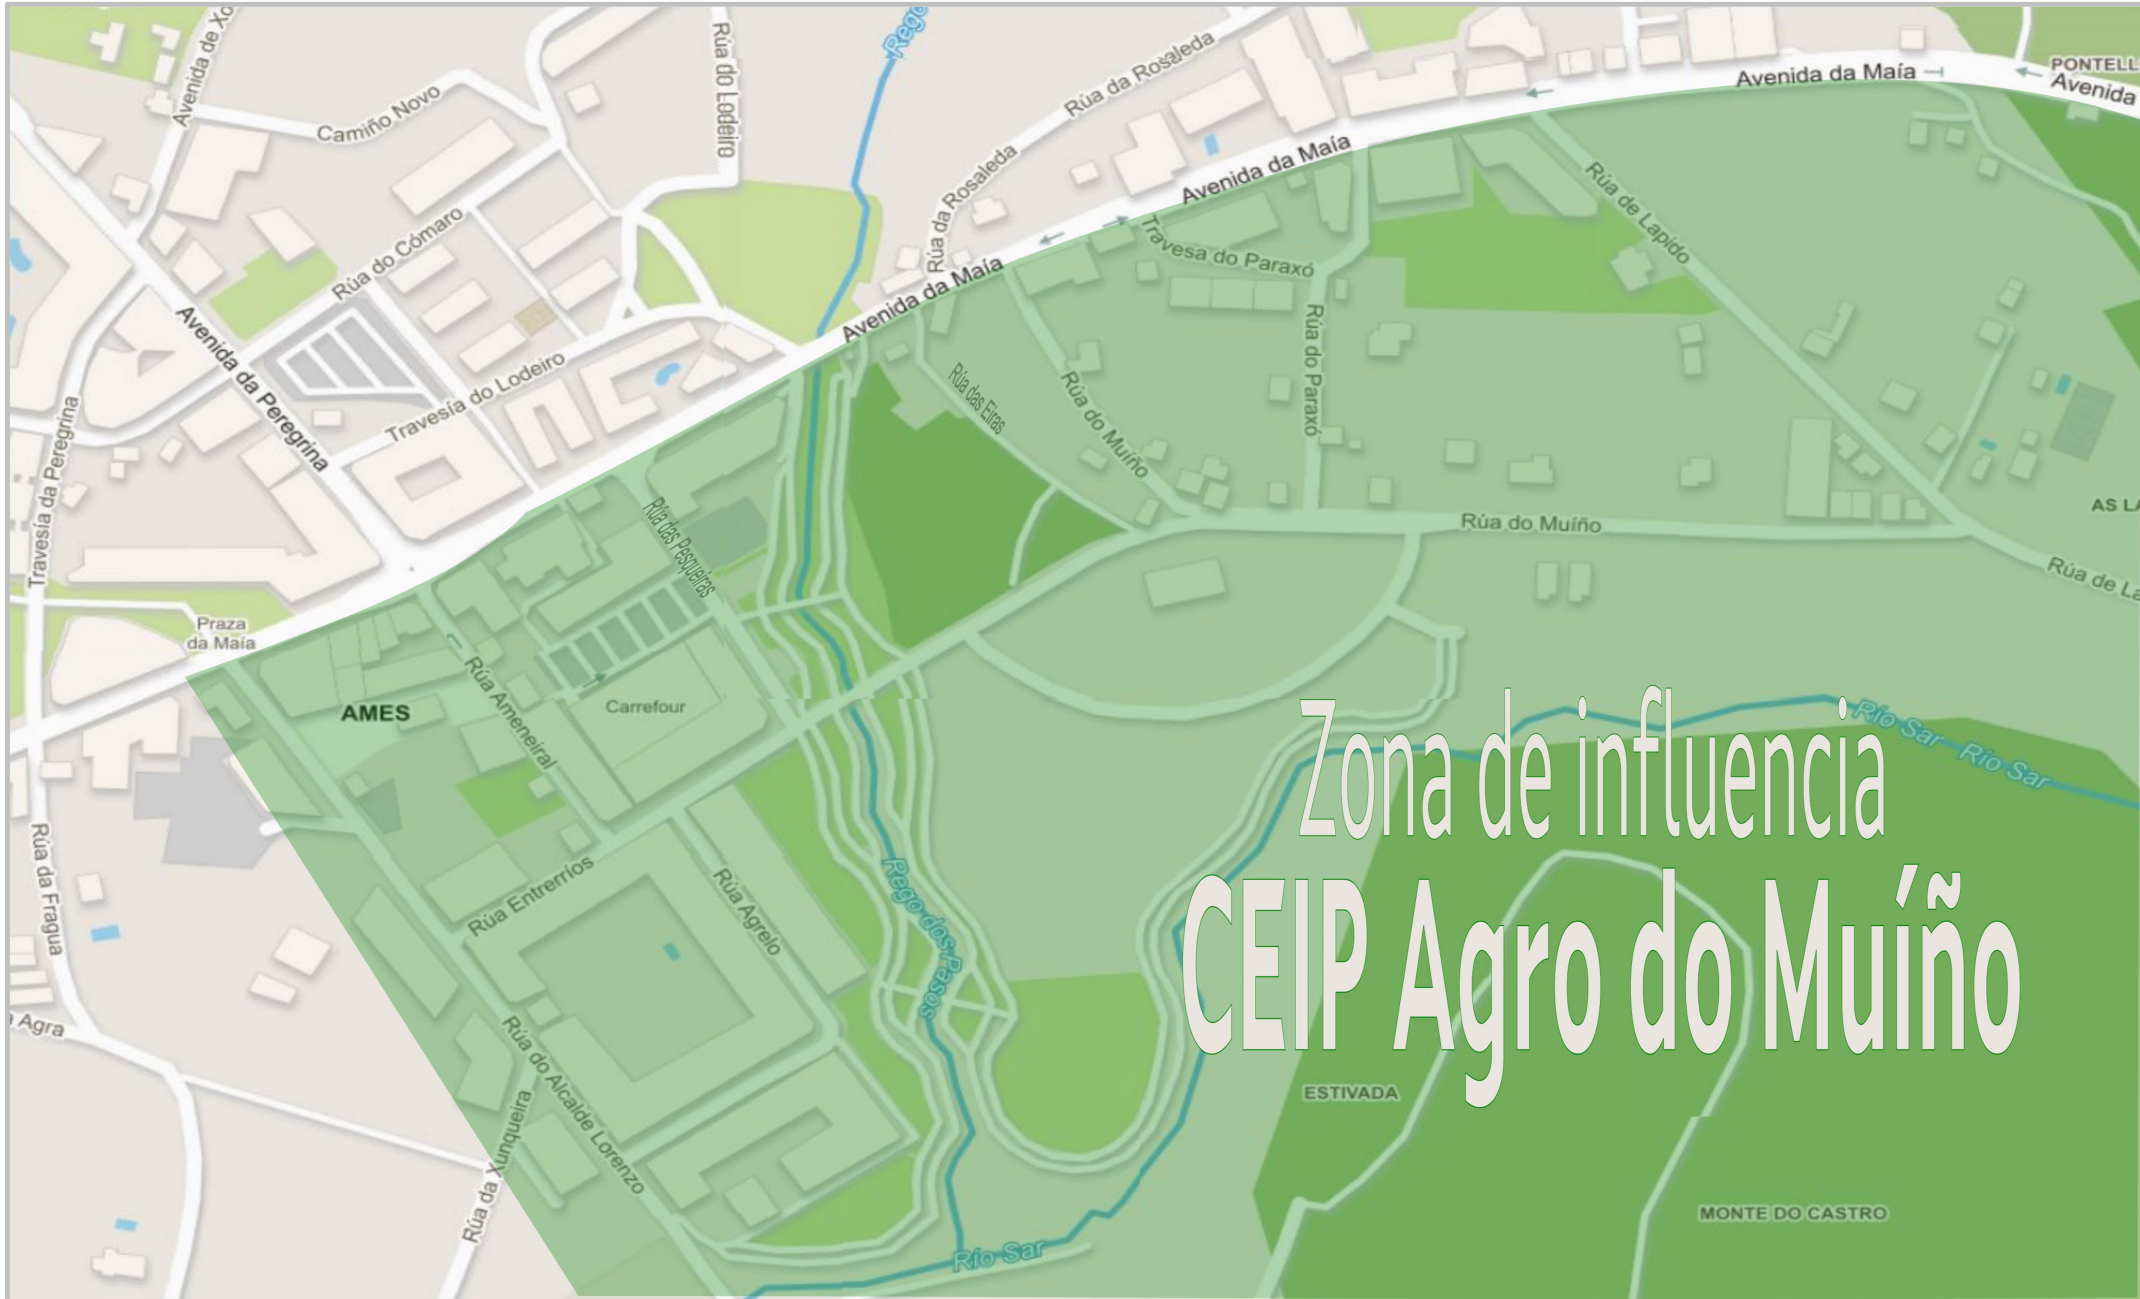 Avenida de Xo
Camiño Novo
Rúa do Lodeiro
Rego
Rúa da Rosaleda
Avenida da Maía
PONTELL
Avenida
Rúa da Rosaleda
Avenida da Maía
Rúa de Lapido
Rúa do Cómaro
Travesa do Paraxó
Avenida da Maía
Avenida da Peregrina
Travesía do Lodeiro
Rúa das Eiras
Rúa do Muíño
Rúa do Paraxó
Travesía da Peregrina
Rúa das Pesqueiras
Rúa do Muíño
AS LA
Rúa de La
Praza
da Maía
AMES
Rúa Ameneiral
Carrefour
Río Sar
Río Sar
Zona de influencia
CEIP Agro do Muíño
Rúa da Fragua
Rúa Entrerríos
Rúa Agrelo
Rego dos Pasos
Agra
Rúa do Alcalde Lorenzo
Rúa da Xunqueira
ESTIVADA
MONTE DO CASTRO
Río Sar